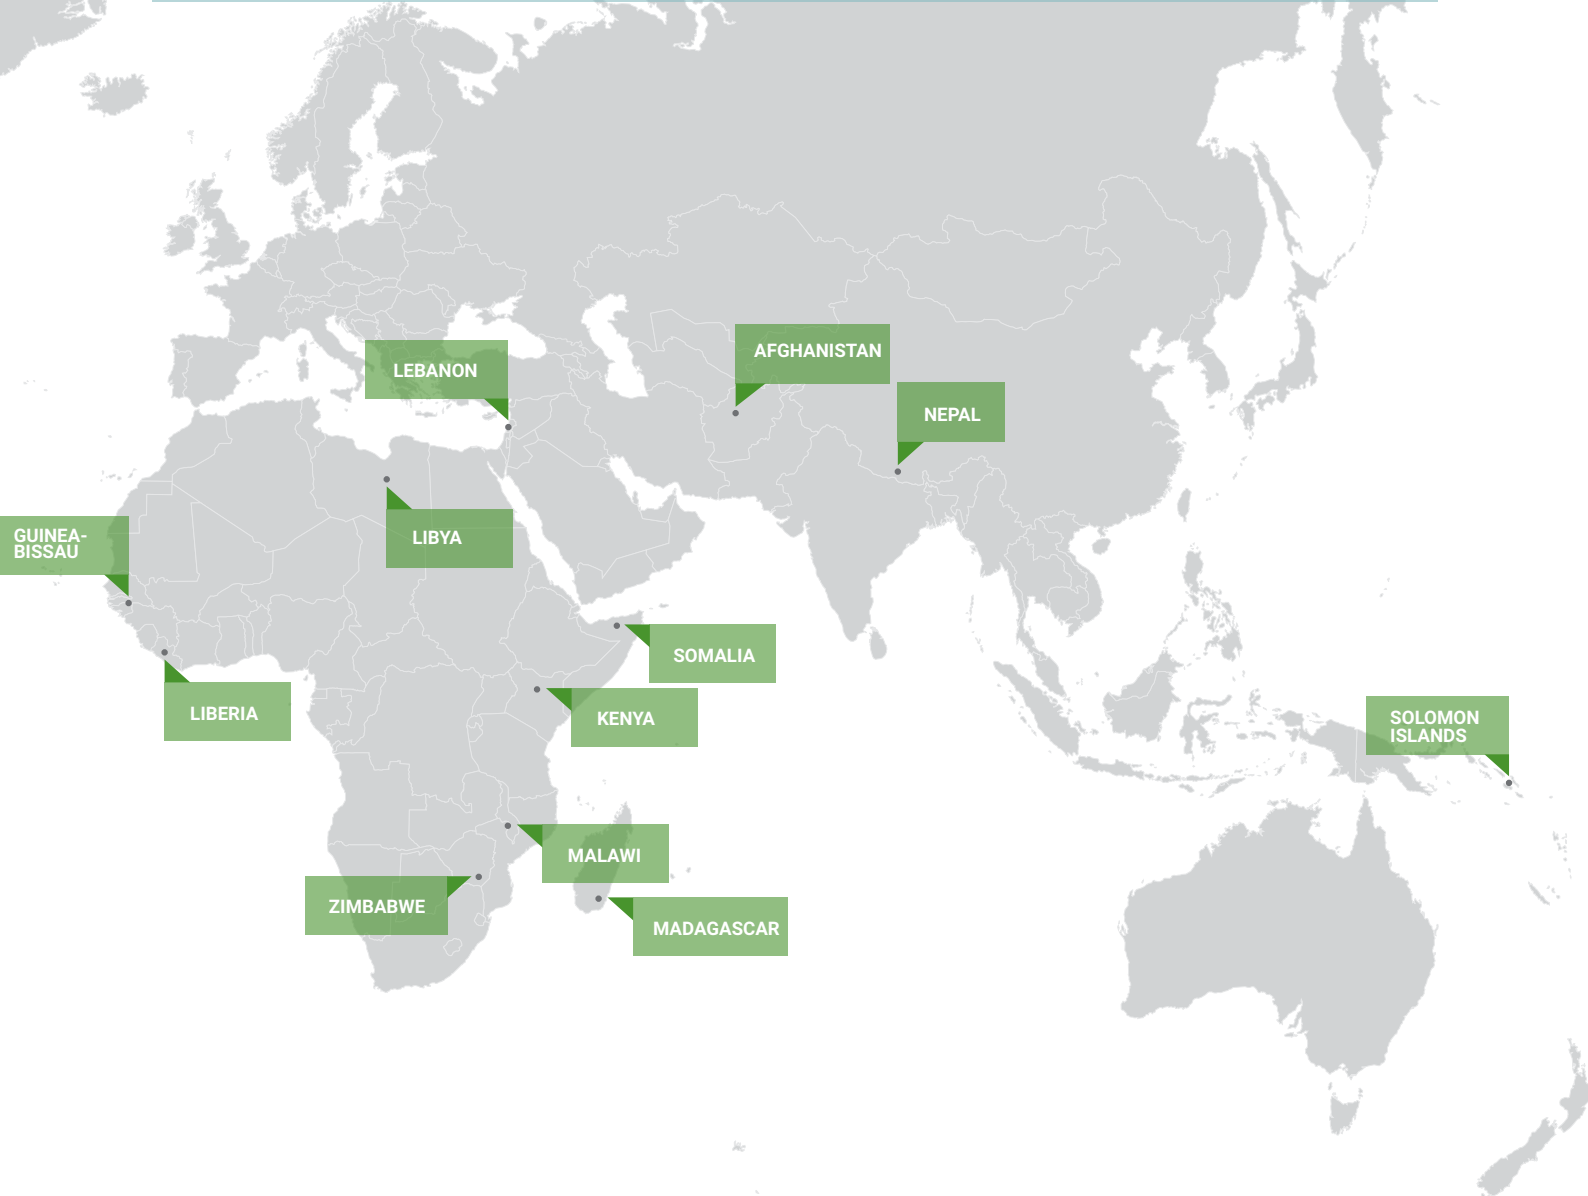 AFGHANISTAN
LEBANON
NEPAL
GUINEA-
BISSAU
LIBYA
SOMALIA
LIBERIA
KENYA
SOLOMON
ISLANDS
MALAWI
ZIMBABWE
MADAGASCAR